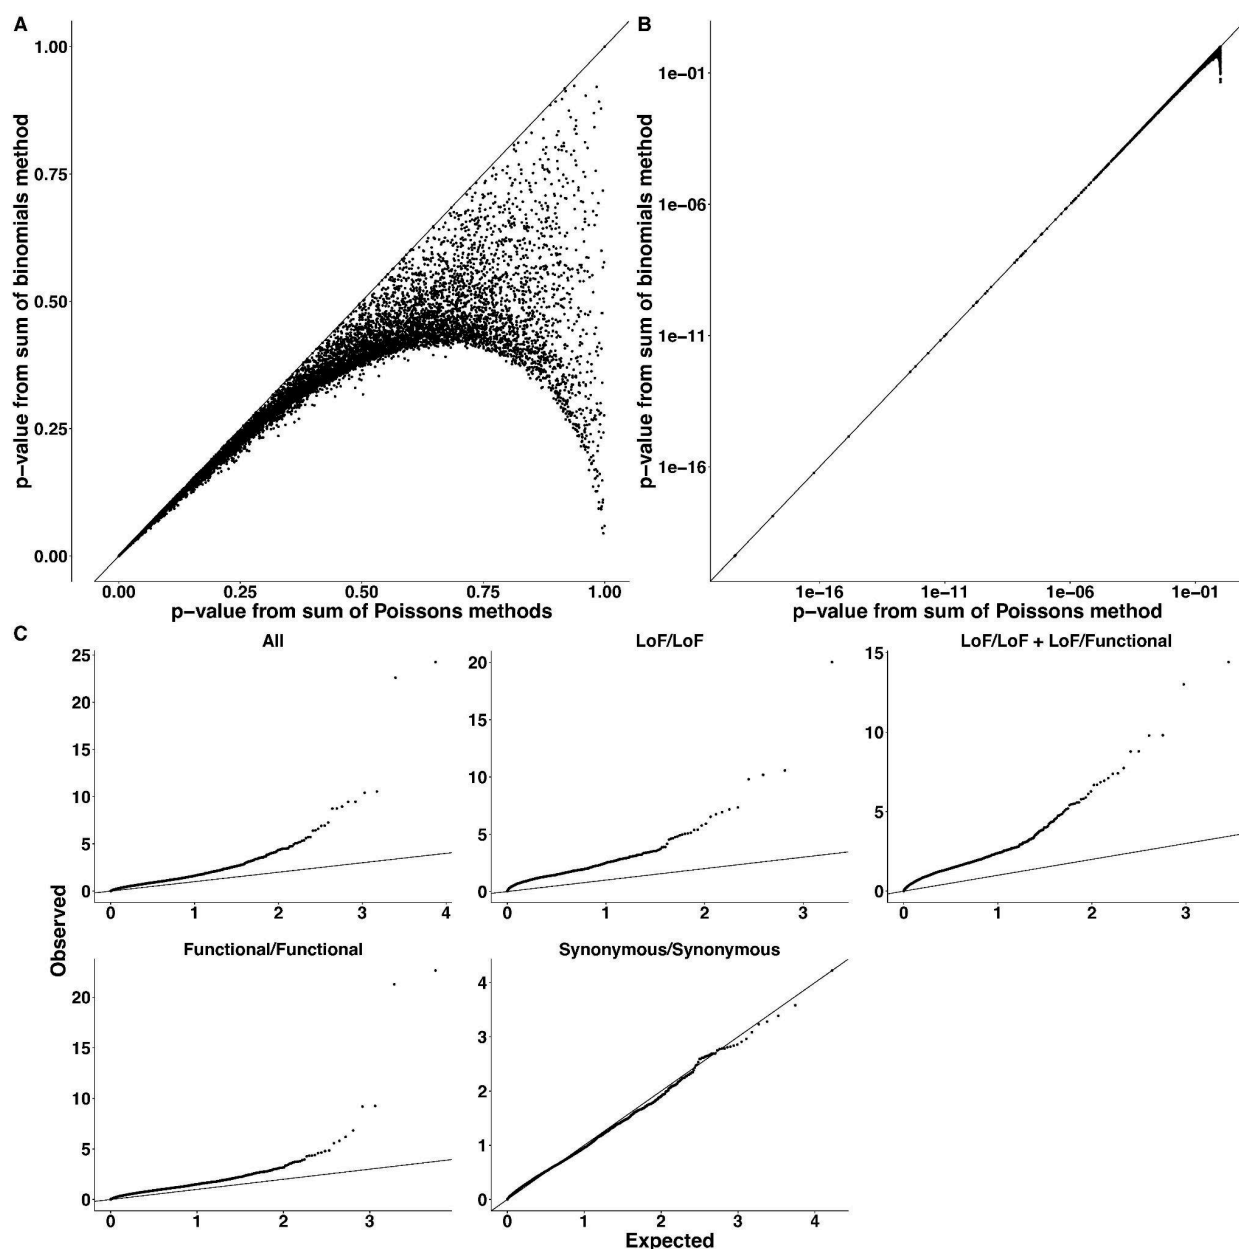 A
B
1.00
0.75
0.50
0.25
0.00
p−value from sum of binomials method
0.00 0.25 0.50 0.75 1.00
p−value from sum of Poissons methods
1e−01
1e−06
1e−11
1e−16
p−value from sum of binomials method
1e−16 1e−11 1e−06 1e−01
p−value from sum of Poissons method
C
All
25
20
15
10
5
0
0 1 2 3 4
LoF/LoF
20
15
10
5
0
0 1 2 3
LoF/LoF + LoF/Functional
15
10
5
0
0 1 2 3
Observed
Functional/Functional
20
15
10
5
0
0 1 2 3
Synonymous/Synonymous
4
3
2
1
0
0 1 2 3 4
Expected